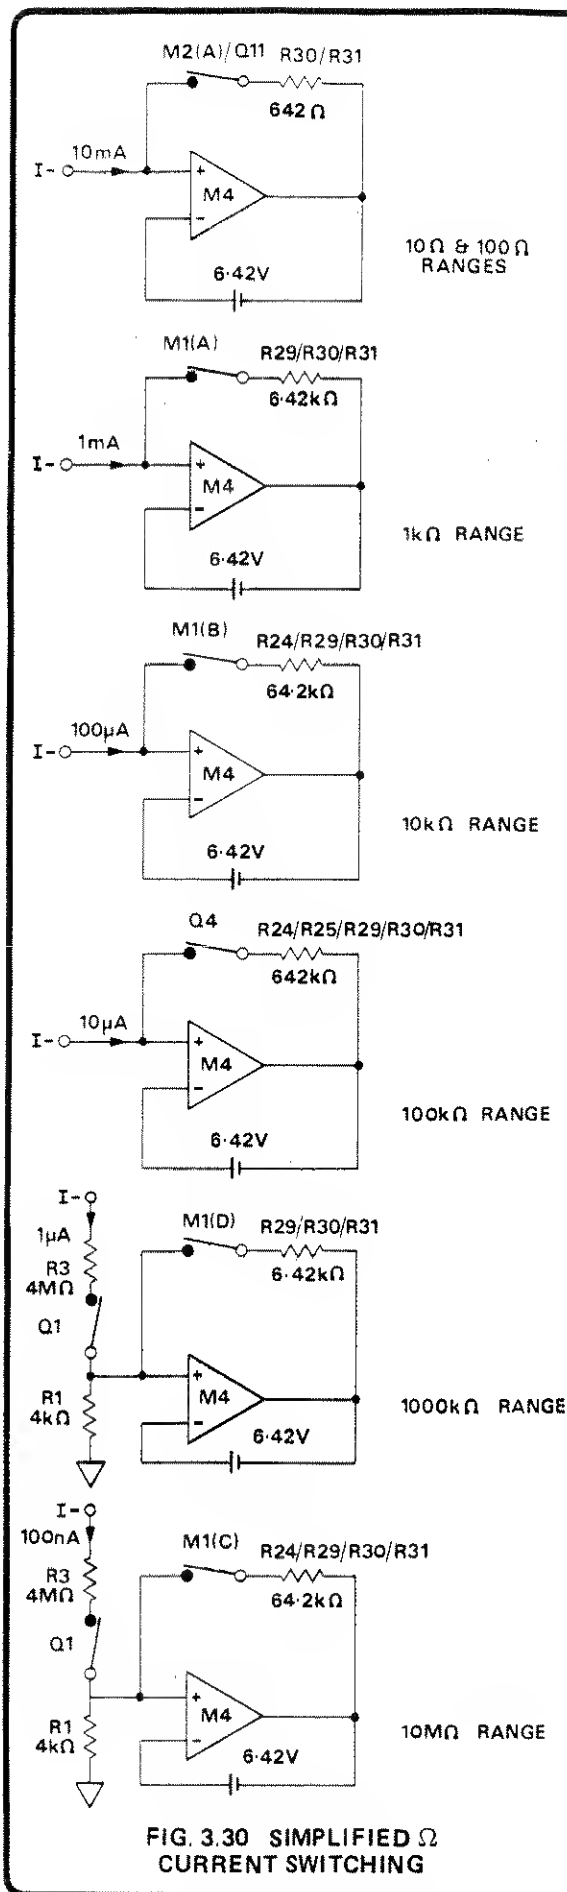 M2(A)/Q11 R30/R31
642Ω
I- 10mA
+
M4
-
6·42V
10Ω & 100Ω
RANGES
M1(A) R29/R30/R31
6·42kΩ
I- 1mA
+
M4
-
6·42V
1kΩ RANGE
M1(B) R24/R29/R30/R31
64·2kΩ
I- 100µA
+
M4
-
6·42V
10kΩ RANGE
Q4 R24/R25/R29/R30/R31
642kΩ
I- 10µA
+
M4
-
6·42V
100kΩ RANGE
I-
1µA
R3
4MΩ
Q1
R1
4kΩ
M1(D) R29/R30/R31
6·42kΩ
+
M4
-
6·42V
1000kΩ RANGE
I-
100nA
R3
4MΩ
Q1
R1
4kΩ
M1(C) R24/R29/R30/R31
64·2kΩ
+
M4
-
6·42V
10MΩ RANGE
FIG. 3.30 SIMPLIFIED Ω
CURRENT SWITCHING